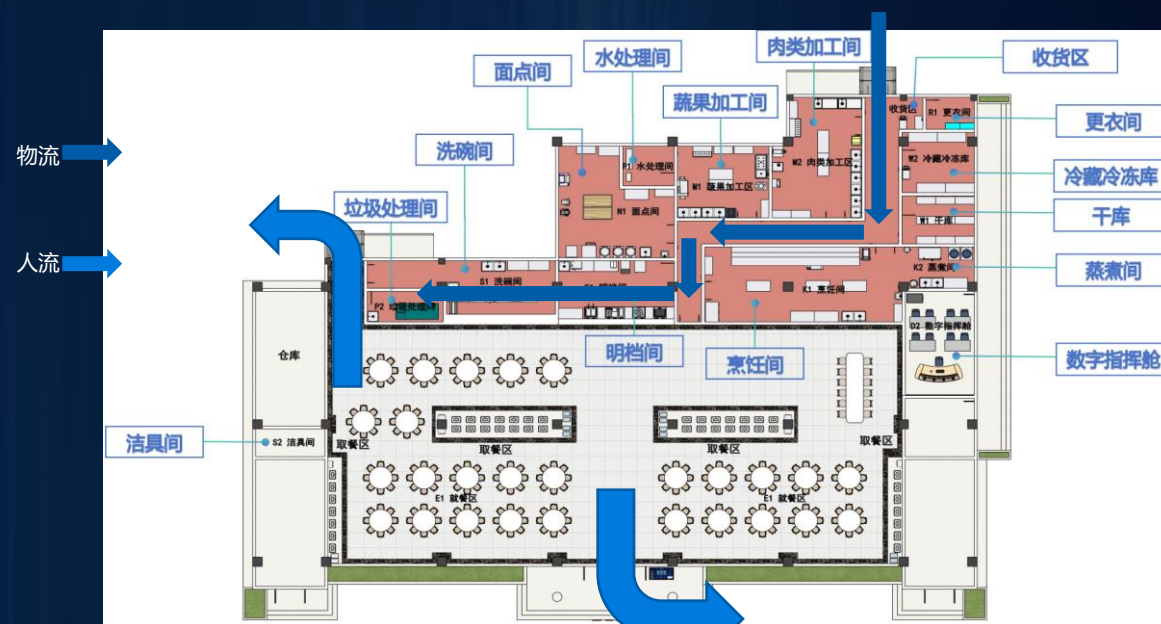 肉类加工间
收货区
水处理间
面点间
蔬果加工间
收货区
R1 更衣间
更衣间
物流
洗碗间
P1 水处理间
M2 肉类加工区
W2 冷藏冷冻库
冷藏冷冻库
M1 蔬果加工区
垃圾处理间
N1 面点间
W1 干库
干库
人流
S1 洗碗间
K2 蒸煮间
蒸煮间
K1 烹饪间
D2 数字指挥舱
仓库
明档间
烹饪间
数字指挥舱
洁具间
S2 洁具间
取餐区
取餐区
取餐区
取餐区
E1 就餐区
E1 就餐区